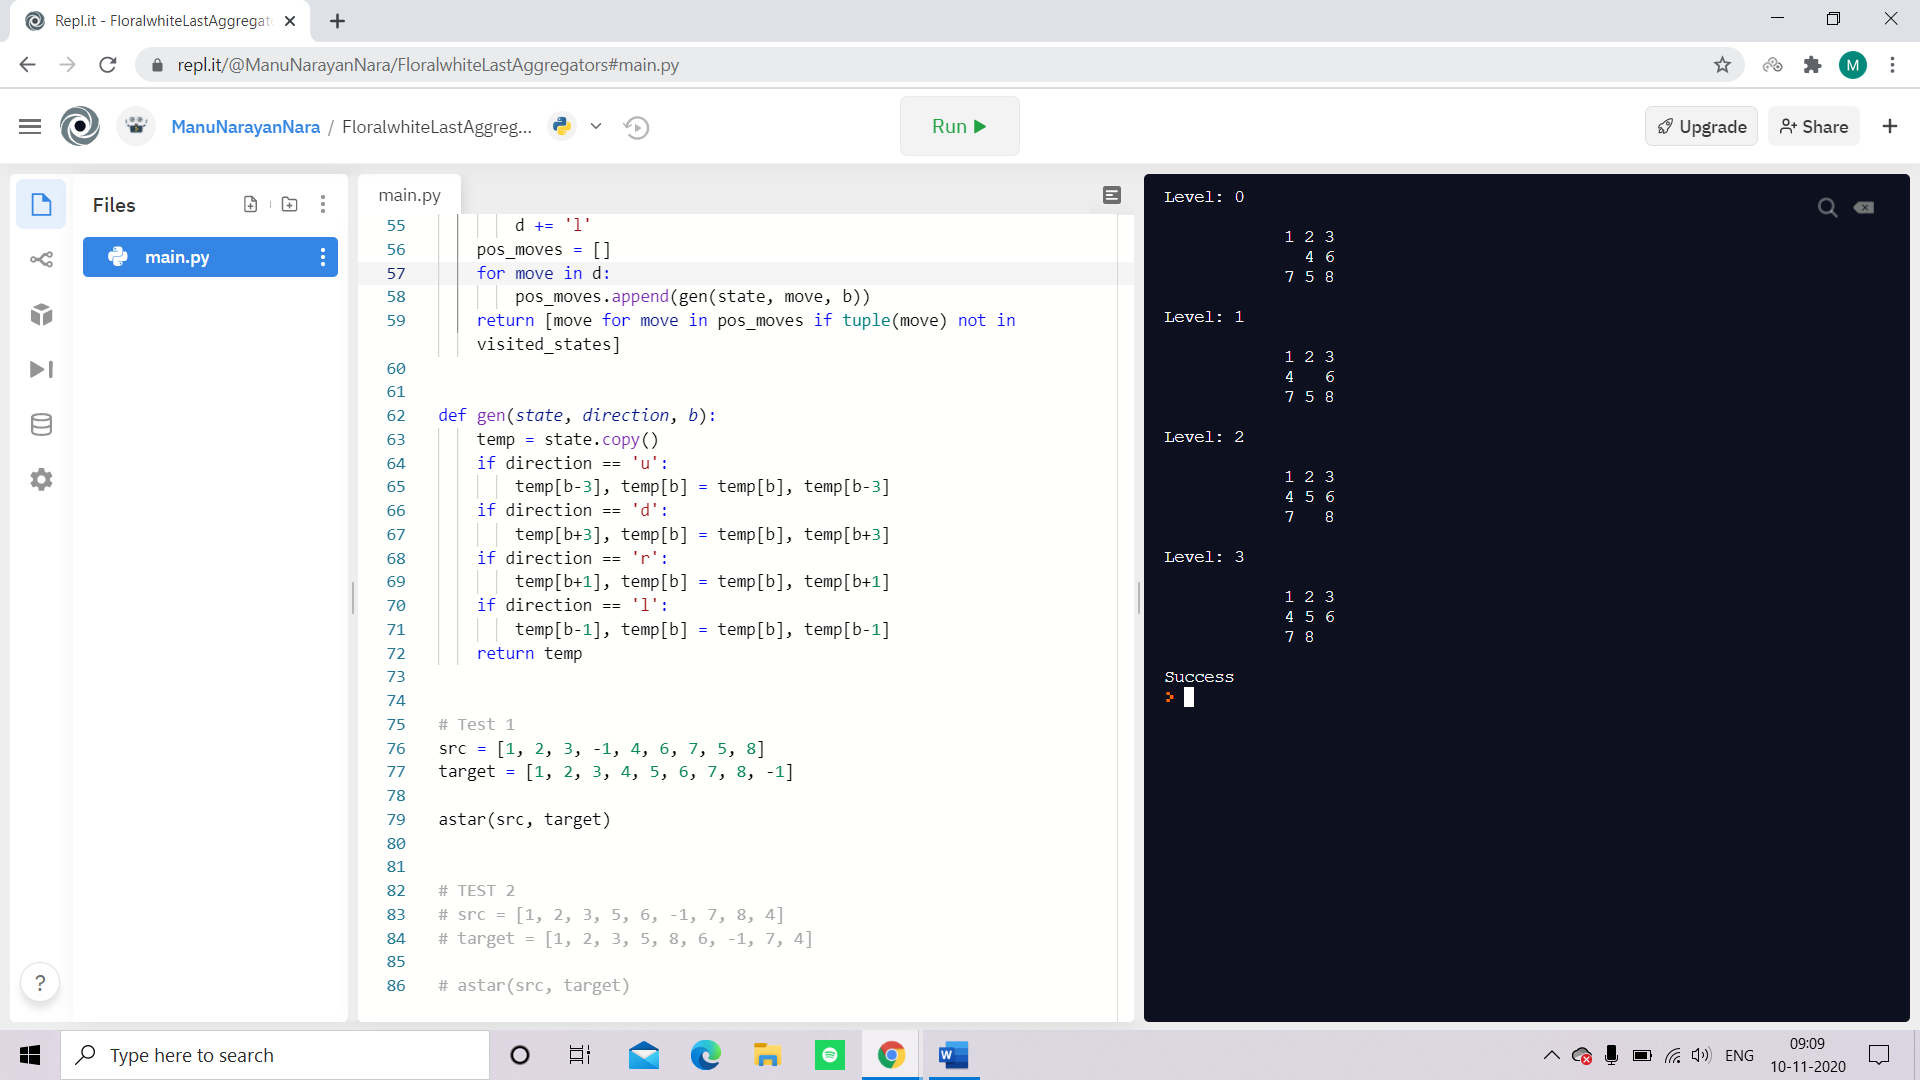 Repl.it - FloralwhiteLastAggregat
repl.it/@ManuNarayanNara/FloralwhiteLastAggregators#main.py
M
ManuNarayanNara / FloralwhiteLastAggreg...
Run
Upgrade
Share
Files
main.py
main.py
55 d += 'l'
56 pos_moves = []
57 for move in d:
58 pos_moves.append(gen(state, move, b))
59 return [move for move in pos_moves if tuple(move) not in
visited_states]
60
61
62 def gen(state, direction, b):
63 temp = state.copy()
64 if direction == 'u':
65 temp[b-3], temp[b] = temp[b], temp[b-3]
66 if direction == 'd':
67 temp[b+3], temp[b] = temp[b], temp[b+3]
68 if direction == 'r':
69 temp[b+1], temp[b] = temp[b], temp[b+1]
70 if direction == 'l':
71 temp[b-1], temp[b] = temp[b], temp[b-1]
72 return temp
73
74
75 # Test 1
76 src = [1, 2, 3, -1, 4, 6, 7, 5, 8]
77 target = [1, 2, 3, 4, 5, 6, 7, 8, -1]
78
79 astar(src, target)
80
81
82 # TEST 2
83 # src = [1, 2, 3, 5, 6, -1, 7, 8, 4]
84 # target = [1, 2, 3, 5, 8, 6, -1, 7, 4]
85
86 # astar(src, target)
Level: 0
1 2 3
4 6
7 5 8
Level: 1
1 2 3
4 6
7 5 8
Level: 2
1 2 3
4 5 6
7 8
Level: 3
1 2 3
4 5 6
7 8
Success
>
?
Type here to search
W
ENG
09:09
10-11-2020